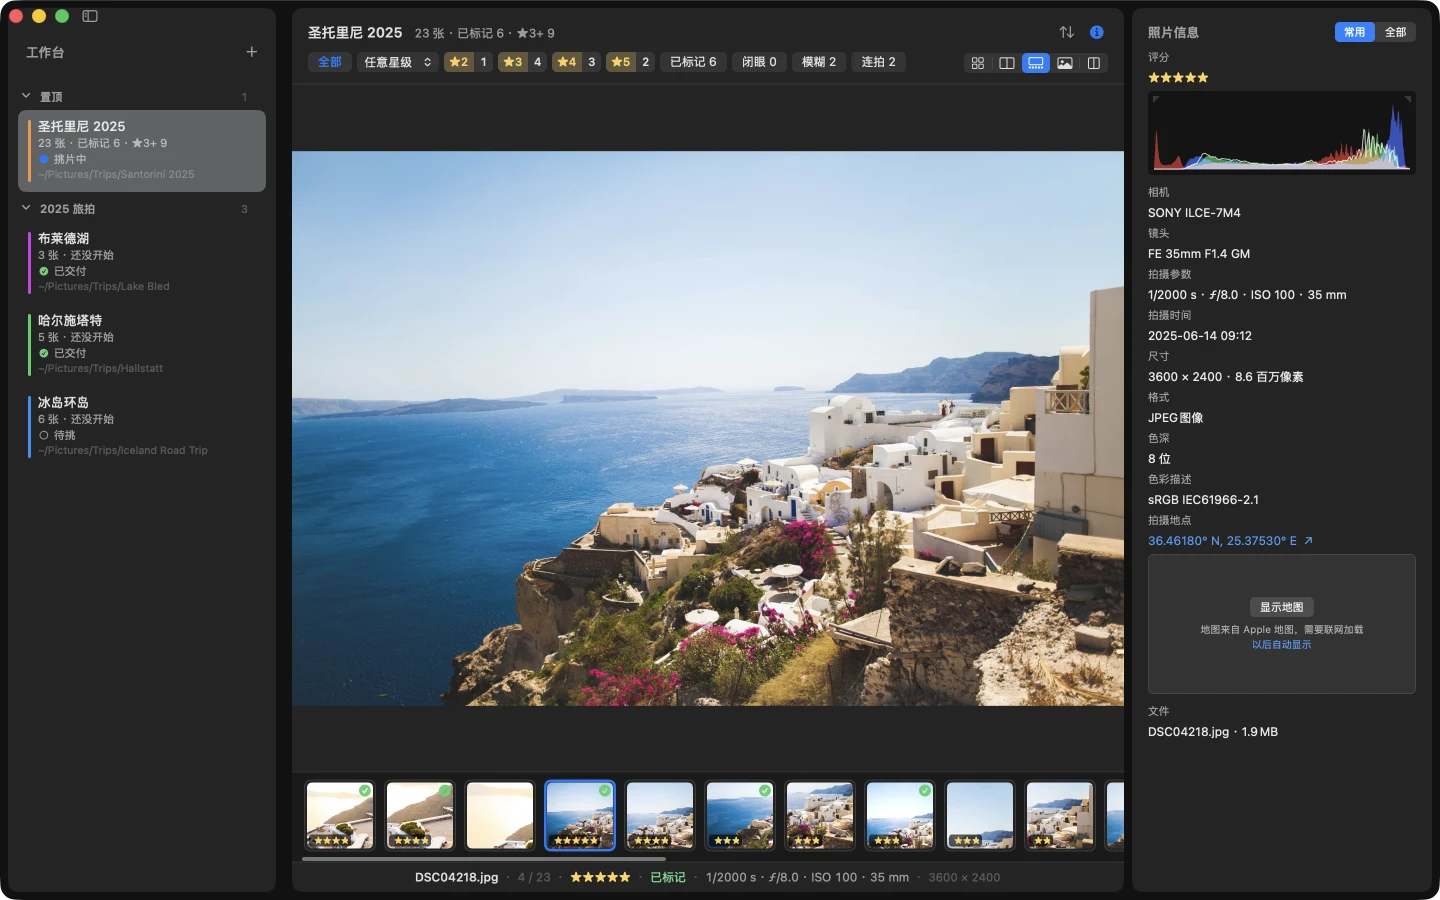 工作台
置顶 1
圣托里尼 2025
23 张 · 已标记 6 · ★3+ 9
挑片中
~/Pictures/Trips/Santorini 2025
2025 旅拍 3
布莱德湖
3 张 · 还没开始
已交付
~/Pictures/Trips/Lake Bled
哈尔施塔特
5 张 · 还没开始
已交付
~/Pictures/Trips/Hallstatt
冰岛环岛
6 张 · 还没开始
待挑
~/Pictures/Trips/Iceland Road Trip
圣托里尼 2025 23 张 · 已标记 6 · ★3+ 9
全部 任意星级 ★2 1 ★3 4 ★4 3 ★5 2 已标记 6 闭眼 0 模糊 2 连拍 2
DSC04218.jpg · 4 / 23 · ★★★★★ · 已标记 · 1/2000 s · ƒ/8.0 · ISO 100 · 35 mm · 3600 × 2400
照片信息 常用 全部
评分
★★★★★
相机
SONY ILCE-7M4
镜头
FE 35mm F1.4 GM
拍摄参数
1/2000 s · ƒ/8.0 · ISO 100 · 35 mm
拍摄时间
2025-06-14 09:12
尺寸
3600 × 2400 · 8.6 百万像素
格式
JPEG图像
色深
8 位
色彩描述
sRGB IEC61966-2.1
拍摄地点
36.46180° N, 25.37530° E ↗
显示地图
地图来自 Apple 地图，需要联网加载
以后自动显示
文件
DSC04218.jpg · 1.9 MB